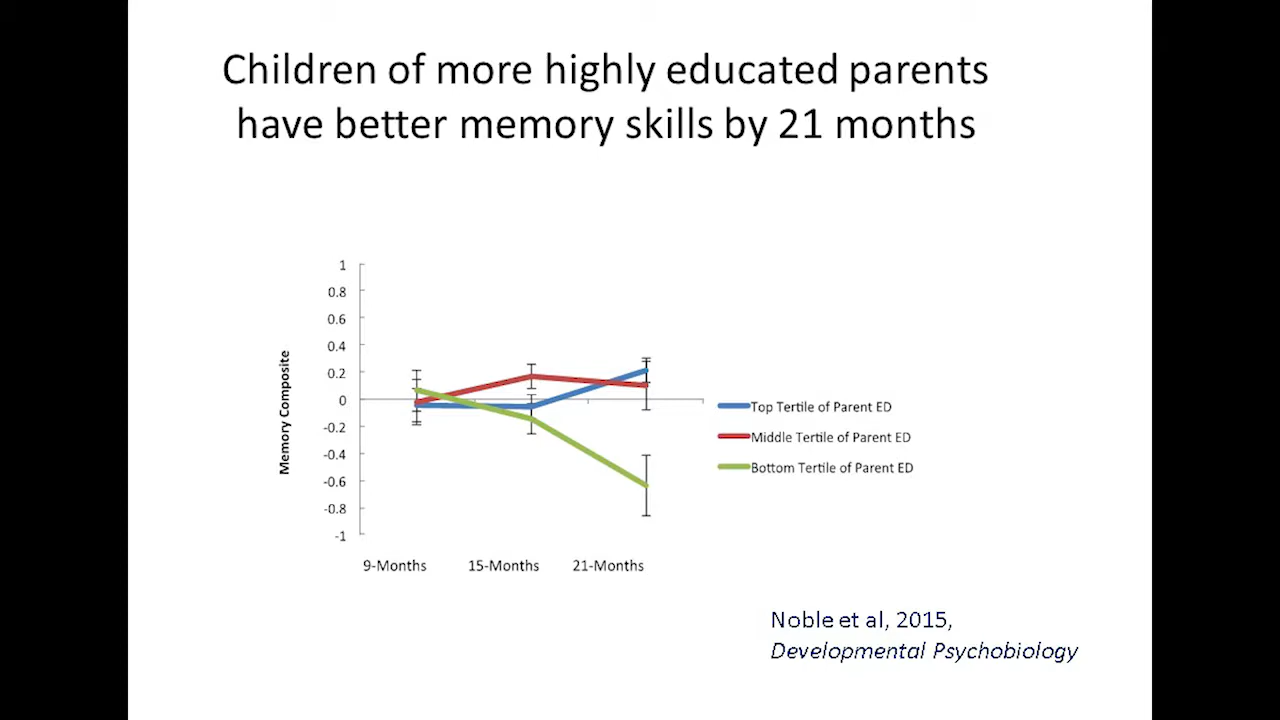 Children of more highly educated parents
have better memory skills by 21 months
1
0.8
0.6
0.4
0.2
0
-0.2
-0.4
-0.6
-0.8
-1
Memory Composite
9-Months 15-Months 21-Months
Top Tertile of Parent ED
Middle Tertile of Parent ED
Bottom Tertile of Parent ED
Noble et al, 2015,
Developmental Psychobiology